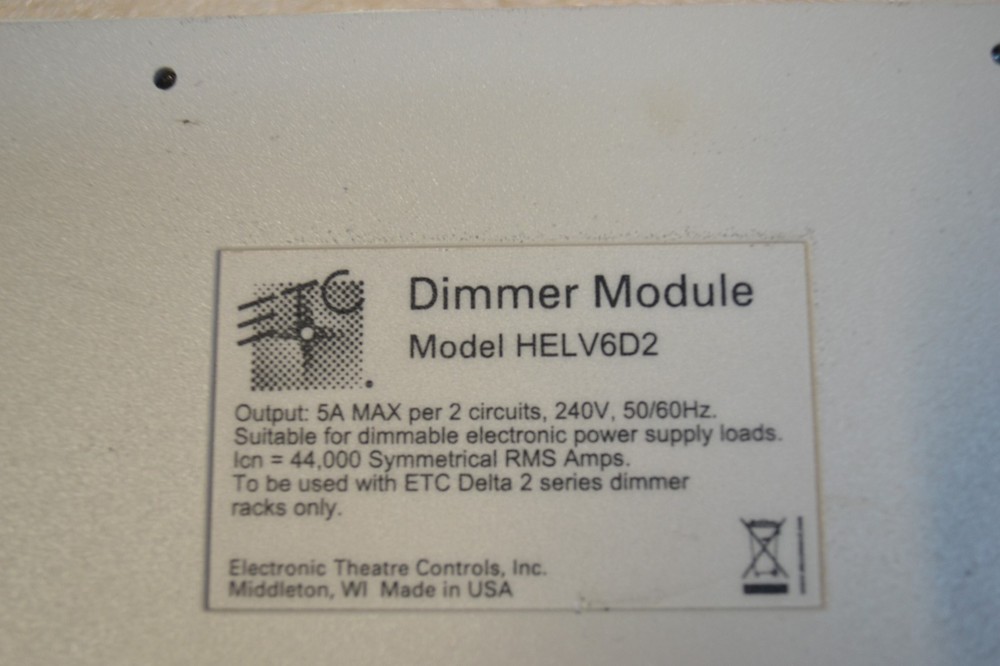 ETC
Dimmer Module
Model HELV6D2
Output: 5A MAX per 2 circuits, 240V, 50/60Hz.
Suitable for dimmable electronic power supply loads.
Icn = 44,000 Symmetrical RMS Amps.
To be used with ETC Delta 2 series dimmer
racks only.
Electronic Theatre Controls, Inc.
Middleton, WI Made in USA